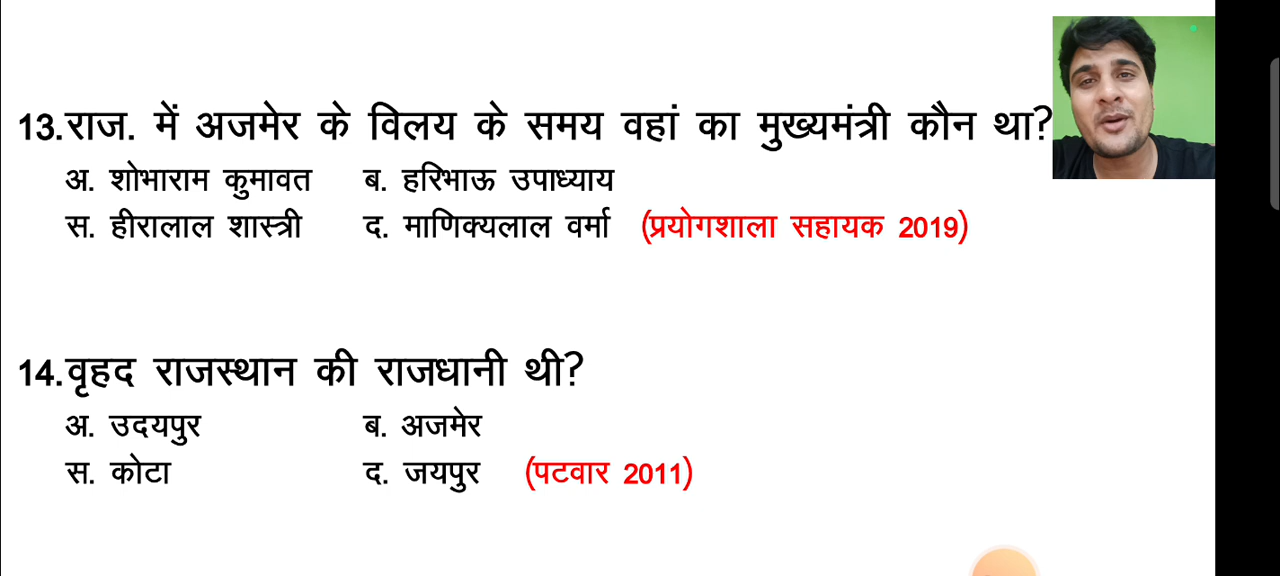 13. राज. में अजमेर के विलय के समय वहां का मुख्यमंत्री कौन था?
अ. शोभाराम कुमावत ब. हरिभाऊ उपाध्याय
स. हीरालाल शास्त्री द. माणिक्यलाल वर्मा (प्रयोगशाला सहायक 2019)
14. वृहद राजस्थान की राजधानी थी?
अ. उदयपुर ब. अजमेर
स. कोटा द. जयपुर (पटवार 2011)